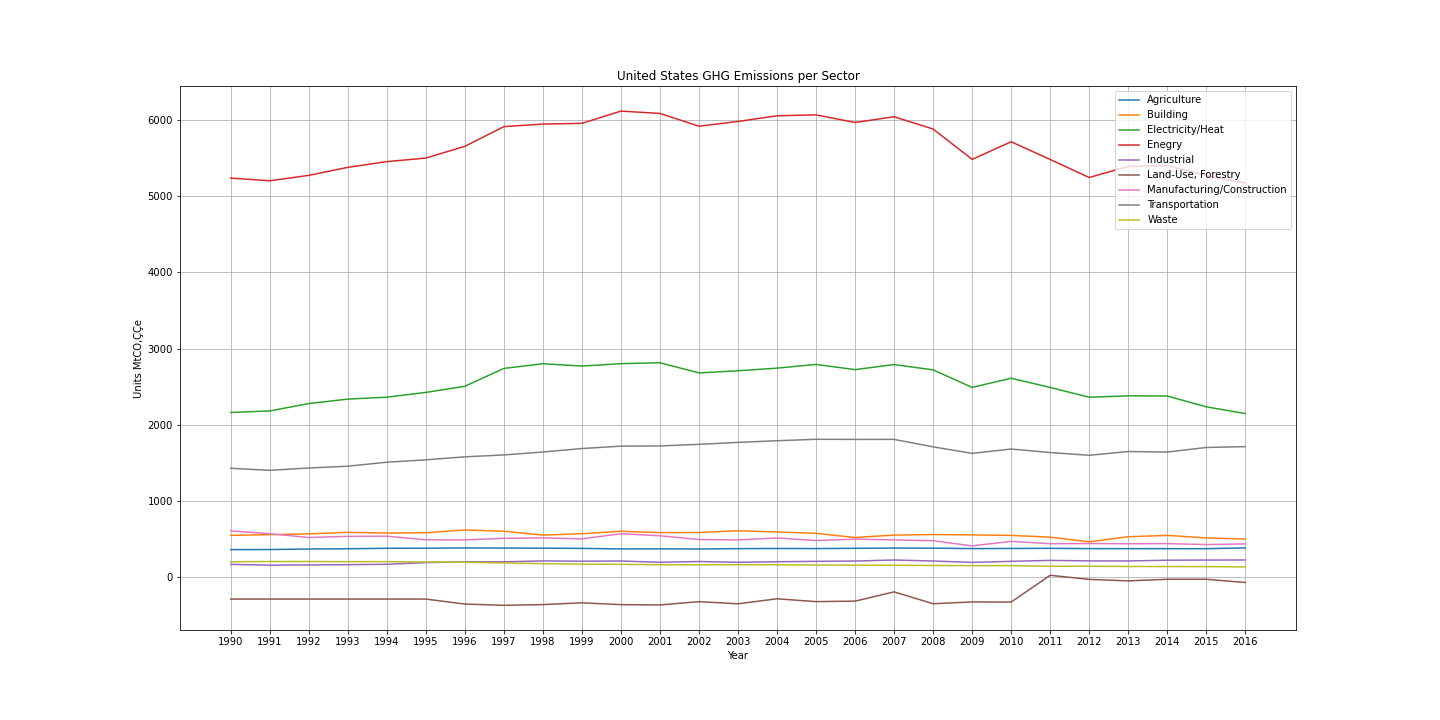 United States GHG Emissions per Sector
Units MtCO‚ÇÇe
6000
5000
4000
3000
2000
1000
0
Agriculture
Building
Electricity/Heat
Enegry
Industrial
Land-Use, Forestry
Manufacturing/Construction
Transportation
Waste
1990 1991 1992 1993 1994 1995 1996 1997 1998 1999 2000 2001 2002 2003 2004 2005 2006 2007 2008 2009 2010 2011 2012 2013 2014 2015 2016
Year